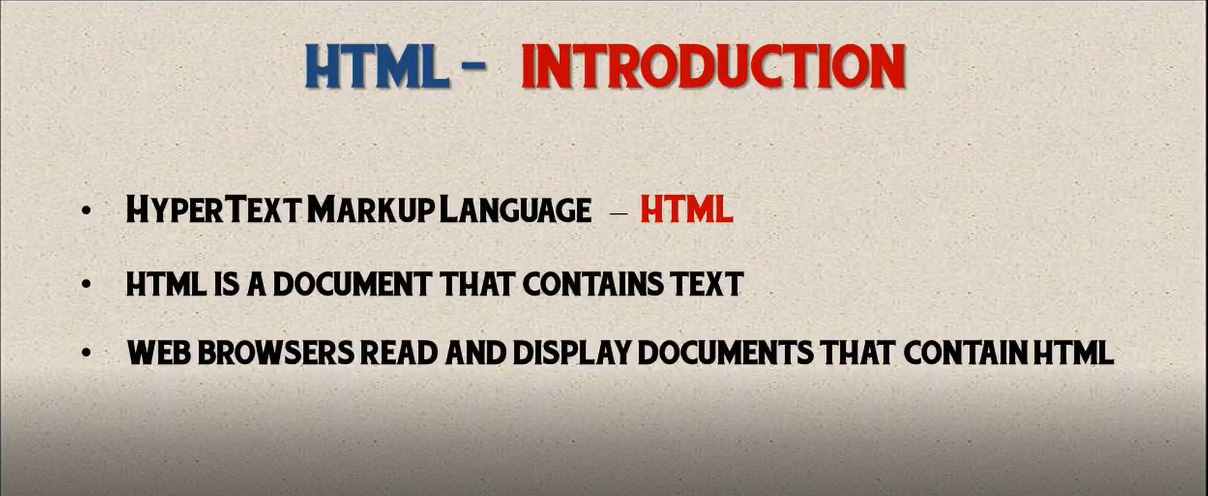 HTML - INTRODUCTION
• HYPERTEXT MARKUP LANGUAGE – HTML
• HTML IS A DOCUMENT THAT CONTAINS TEXT
• WEB BROWSERS READ AND DISPLAY DOCUMENTS THAT CONTAIN HTML